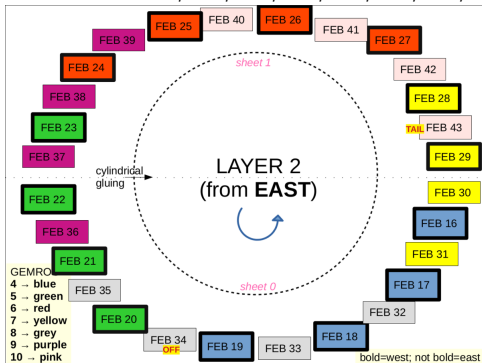 FEB 40
FEB 26
FEB 25
FEB 41
FEB 39
FEB 27
sheet 1
FEB 24
FEB 42
FEB 38
FEB 28
FEB 23
TAIL FEB 43
FEB 37
FEB 29
cylindrical
gluing
LAYER 2
(from EAST)
FEB 22
FEB 30
FEB 16
FEB 36
FEB 31
FEB 21
GEMRO
4 → blue
5 → green
6 → red
7 → yellow
8 → grey
9 → purple
10 → pink
FEB 17
sheet 0
FEB 35
FEB 32
FEB 20
FEB 34
OFF
FEB 19
FEB 33
FEB 18
bold=west; not bold=east